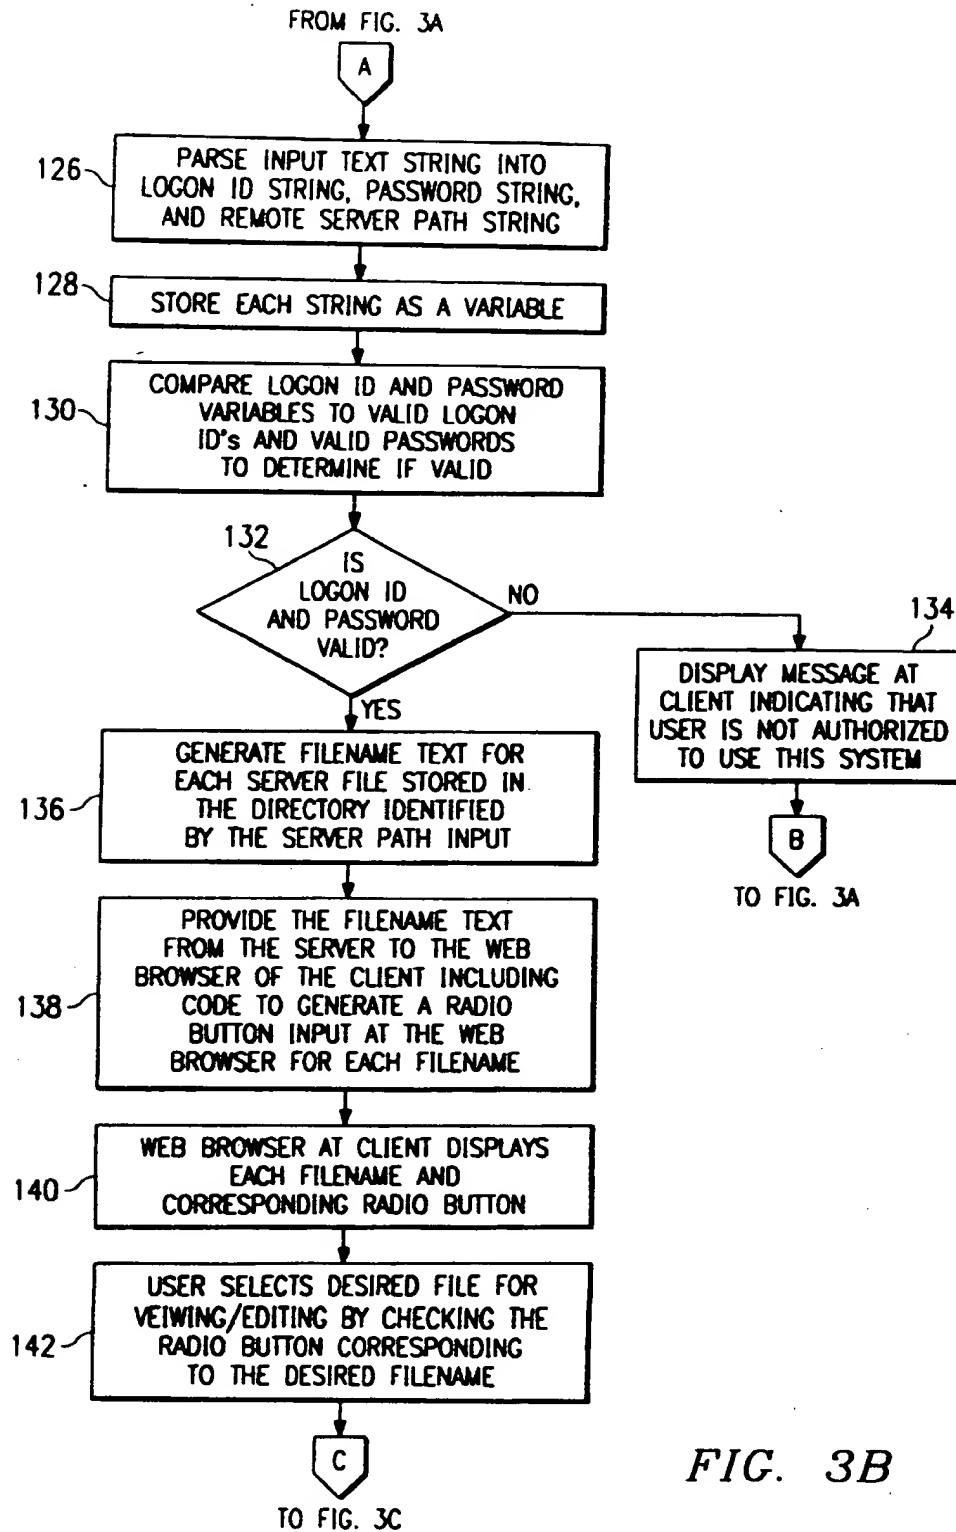 FROM FIG. 3A
A
126
PARSE INPUT TEXT STRING INTO
LOGON ID STRING, PASSWORD STRING,
AND REMOTE SERVER PATH STRING
128
STORE EACH STRING AS A VARIABLE
130
COMPARE LOGON ID AND PASSWORD
VARIABLES TO VALID LOGON
ID's AND VALID PASSWORDS
TO DETERMINE IF VALID
132
IS
LOGON ID
AND PASSWORD
VALID?
NO
YES
134
DISPLAY MESSAGE AT
CLIENT INDICATING THAT
USER IS NOT AUTHORIZED
TO USE THIS SYSTEM
B
TO FIG. 3A
136
GENERATE FILENAME TEXT FOR
EACH SERVER FILE STORED IN
THE DIRECTORY IDENTIFIED
BY THE SERVER PATH INPUT
138
PROVIDE THE FILENAME TEXT
FROM THE SERVER TO THE WEB
BROWSER OF THE CLIENT INCLUDING
CODE TO GENERATE A RADIO
BUTTON INPUT AT THE WEB
BROWSER FOR EACH FILENAME
140
WEB BROWSER AT CLIENT DISPLAYS
EACH FILENAME AND
CORRESPONDING RADIO BUTTON
142
USER SELECTS DESIRED FILE FOR
VEIWING/EDITING BY CHECKING THE
RADIO BUTTON CORRESPONDING
TO THE DESIRED FILENAME
C
TO FIG. 3C
FIG. 3B